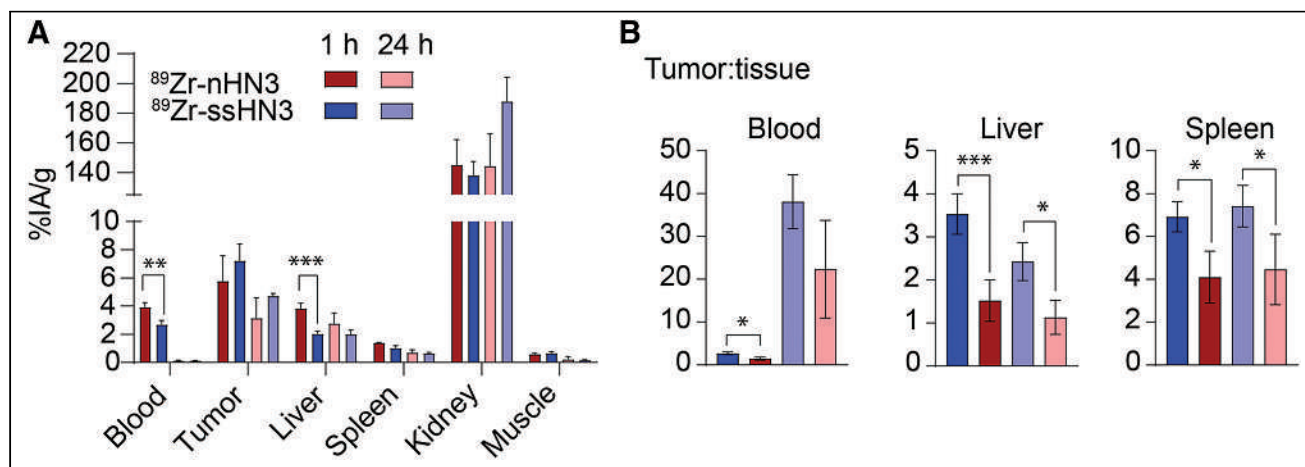 A
B
1 h 24 h
⁸⁹Zr-nHN3
⁸⁹Zr-ssHN3
%IA/g
220
200
180
160
140
10
8
6
4
2
0
**
***
Blood
Tumor
Liver
Spleen
Kidney
Muscle
Tumor:tissue
Blood
50
40
30
20
10
0
*
Liver
5
4
3
2
1
0
***
*
Spleen
10
8
6
4
2
0
*
*